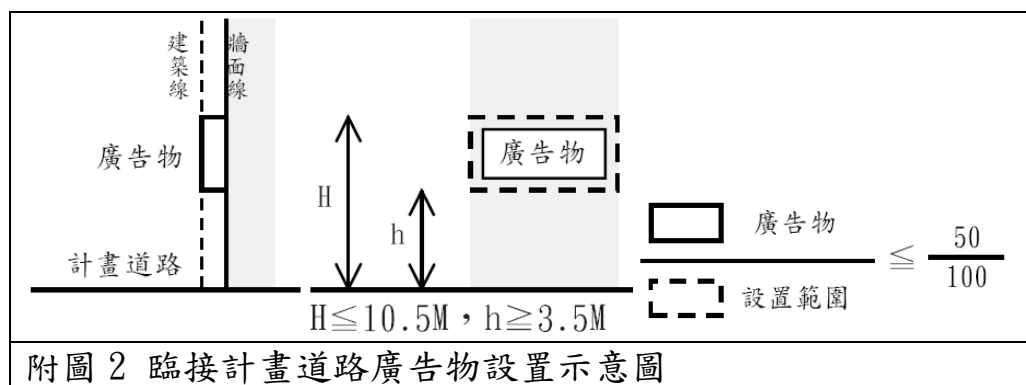 建築線
牆面線
廣告物
計畫道路
H
h
廣告物
H≦10.5M，h≧3.5M
廣告物
設置範圍
≦ 50
100
附圖 2 臨接計畫道路廣告物設置示意圖